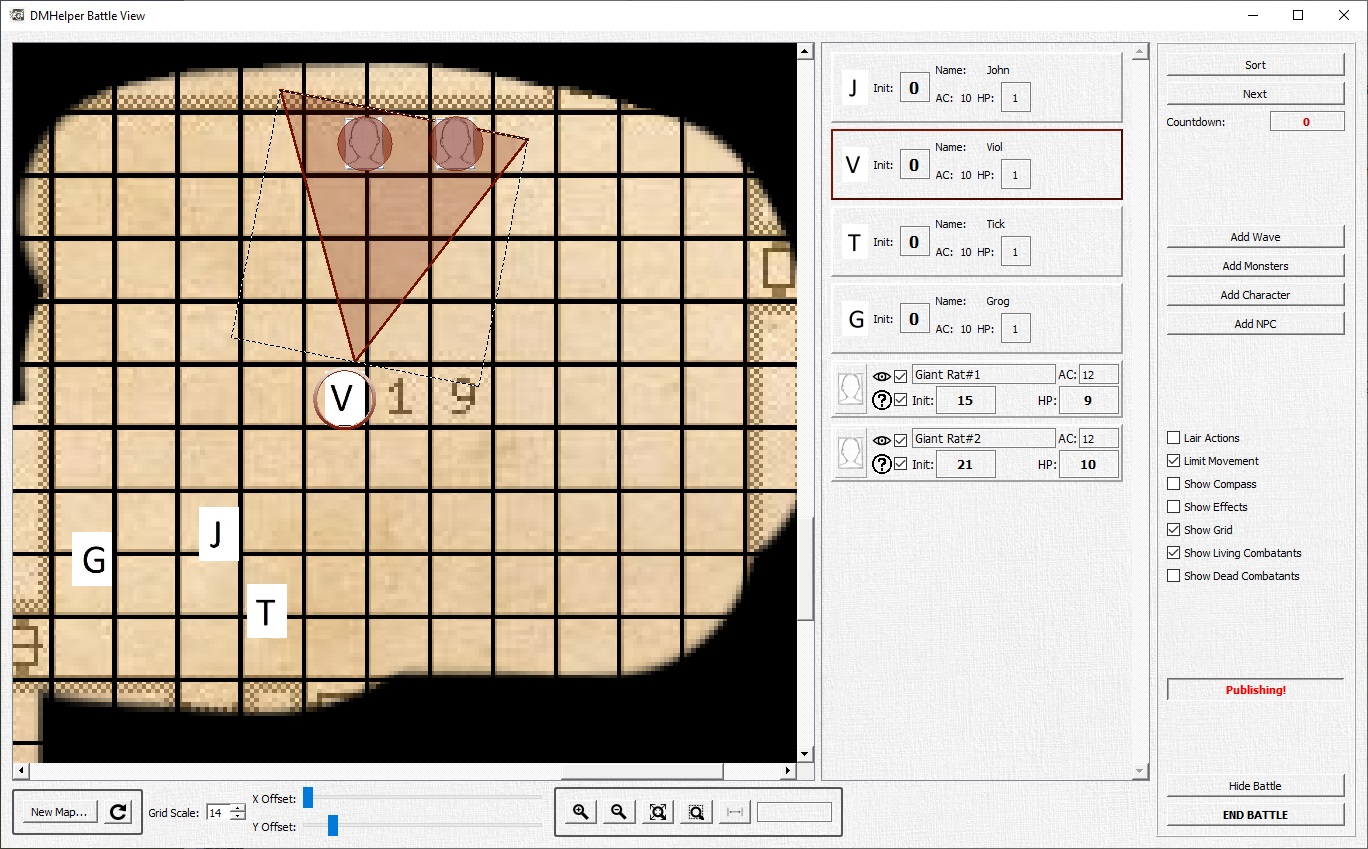 DMHelper Battle View
V
1 9
J
G
T
J Init: 0 Name: John
AC: 10 HP: 1
V Init: 0 Name: Viol
AC: 10 HP: 1
T Init: 0 Name: Tick
AC: 10 HP: 1
G Init: 0 Name: Grog
AC: 10 HP: 1
Giant Rat#1 AC: 12
? Init: 15 HP: 9
Giant Rat#2 AC: 12
? Init: 21 HP: 10
Sort
Next
Countdown: 0
Add Wave
Add Monsters
Add Character
Add NPC
Lair Actions
Limit Movement
Show Compass
Show Effects
Show Grid
Show Living Combatants
Show Dead Combatants
Publishing!
Hide Battle
END BATTLE
New Map... Grid Scale: 14
X Offset:
Y Offset: